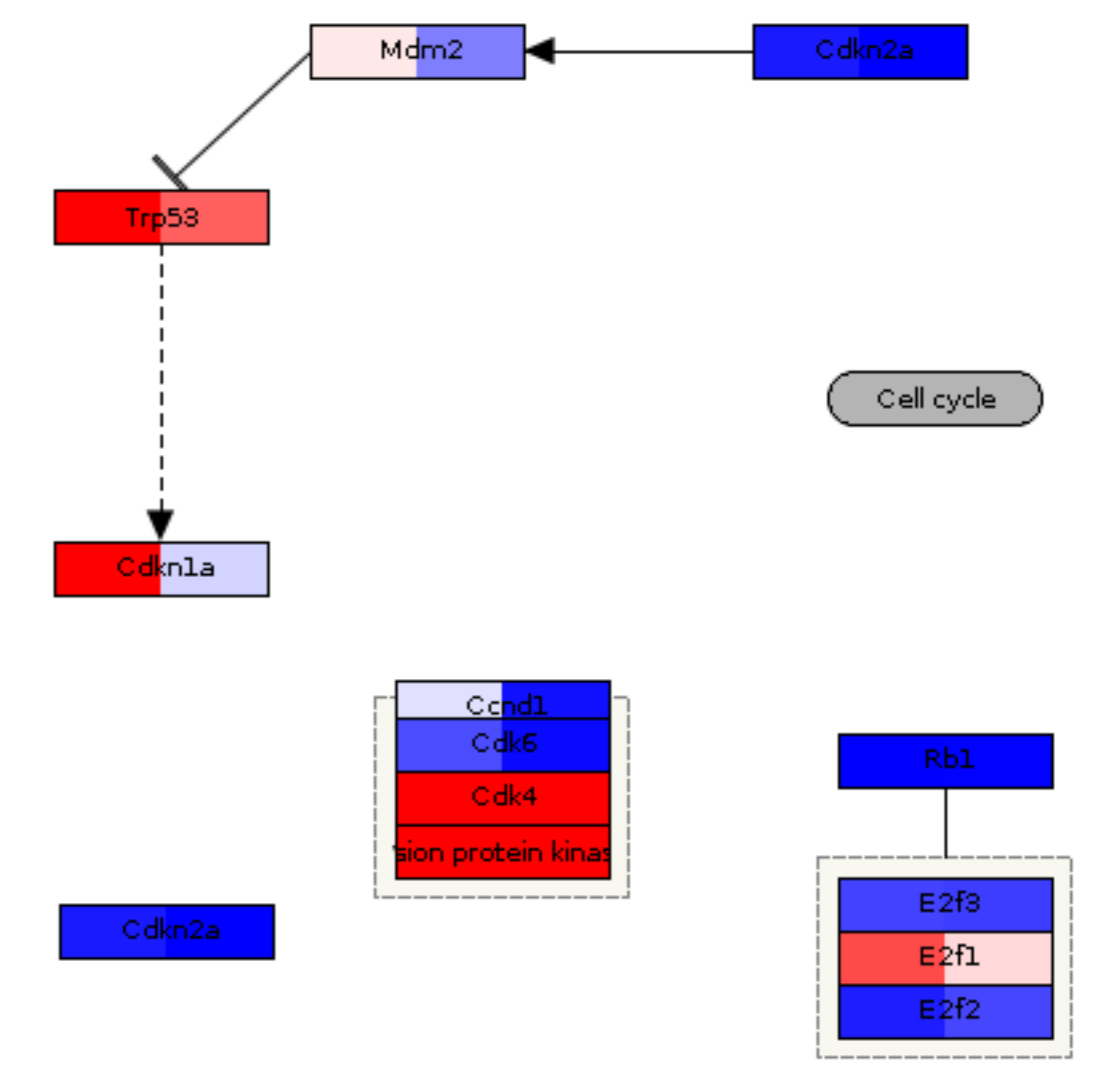 Mdm2
Cdkn2a
Trp53
Cell cycle
Cdkn1a
Ccnd1
Cdk6
Cdk4
sion protein kinas
Rb1
Cdkn2a
E2f3
E2f1
E2f2